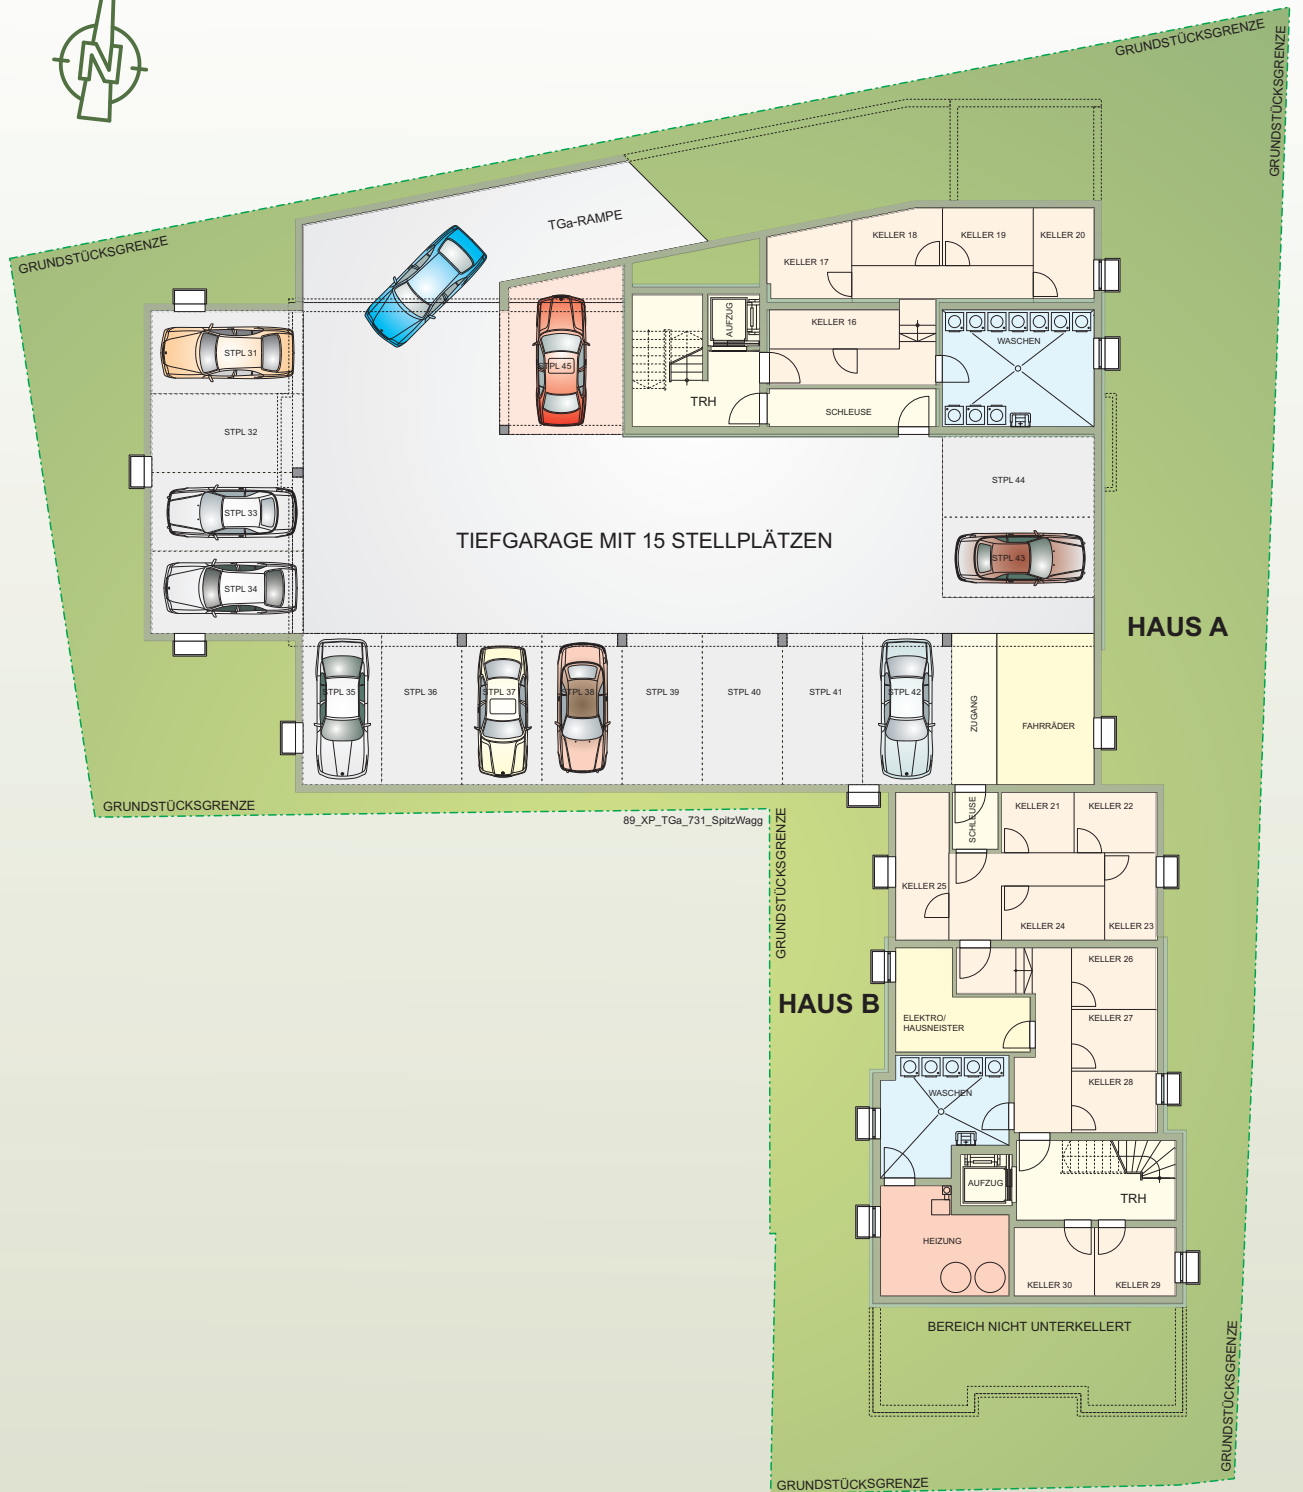 N
GRUNDSTÜCKSGRENZE
GRUNDSTÜCKSGRENZE
GRUNDSTÜCKSGRENZE
TGa-RAMPE
KELLER 17
KELLER 18
KELLER 19
KELLER 20
STPL 31
STPL 32
STPL 33
STPL 34
TPL 45
AUFZUG
TRH
KELLER 16
SCHLEUSE
WASCHEN
STPL 44
STPL 43
TIEFGARAGE MIT 15 STELLPLÄTZEN
HAUS A
STPL 35
STPL 36
STPL 37
STPL 38
STPL 39
STPL 40
STPL 41
STPL 42
ZUGANG
FAHRRÄDER
GRUNDSTÜCKSGRENZE
89_XP_TGa_731_SpitzWagg
GRUNDSTÜCKSGRENZE
SCHLEUSE
KELLER 21
KELLER 22
KELLER 25
KELLER 24
KELLER 23
HAUS B
ELEKTRO/
HAUSNEISTER
KELLER 26
KELLER 27
KELLER 28
WASCHEN
AUFZUG
TRH
HEIZUNG
KELLER 30
KELLER 29
BEREICH NICHT UNTERKELLERT
GRUNDSTÜCKSGRENZE
GRUNDSTÜCKSGRENZE